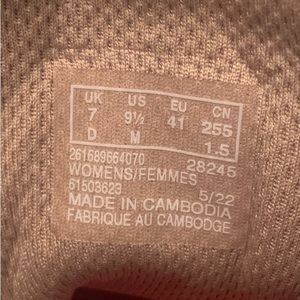 UK US EU CN
7 9½ 41 255
D M 1.5
261689664070 28245
WOMENS/FEMMES
61503623 5/22
MADE IN CAMBODIA
FABRIQUE AU CAMBODGE